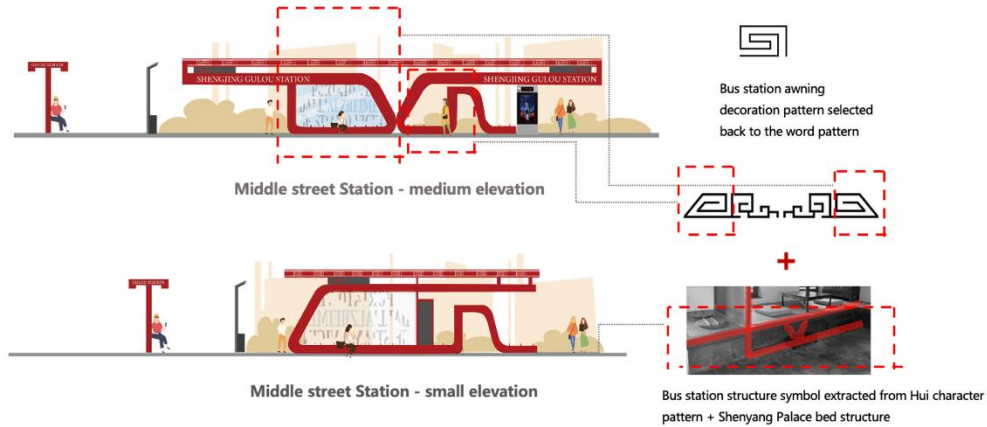 Bus station awning
decoration pattern selected
back to the word pattern
SHENGJING GULOU STATION
SHENGJING GULOU STATION
Middle street Station - medium elevation
Middle street Station - small elevation
Bus station structure symbol extracted from Hui character
pattern + Shenyang Palace bed structure